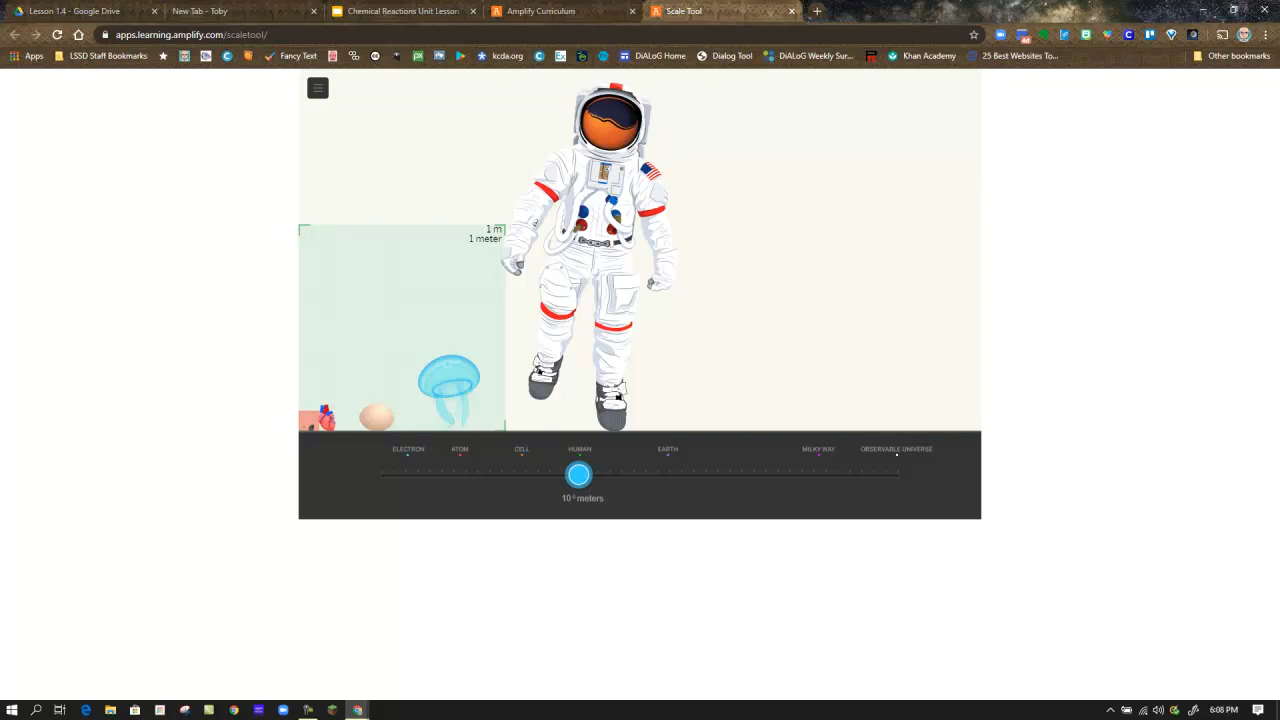 Lesson 1.4 - Google Drive
New Tab - Toby
Chemical Reactions Unit Lesson
Amplify Curriculum
Scale Tool
apps.learning.amplify.com/scaletool/
Apps
LSSD Staff Bookmarks
Fancy Text
kcda.org
DiALoG Home
Dialog Tool
DiALoG Weekly Sur...
Khan Academy
25 Best Websites To...
Other bookmarks
1 m
1 meter
ELECTRON
ATOM
CELL
HUMAN
EARTH
MILKY WAY
OBSERVABLE UNIVERSE
10⁰ meters
6:08 PM